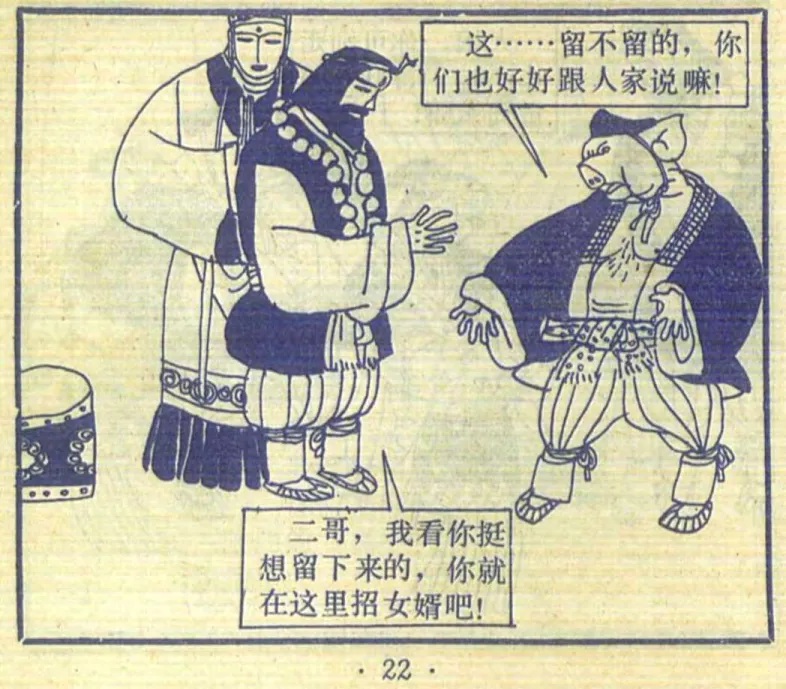 这……留不留的，你
们也好好跟人家说嘛！
二哥，我看你挺
想留下来的，你就
在这里招女婿吧！
· 22 ·